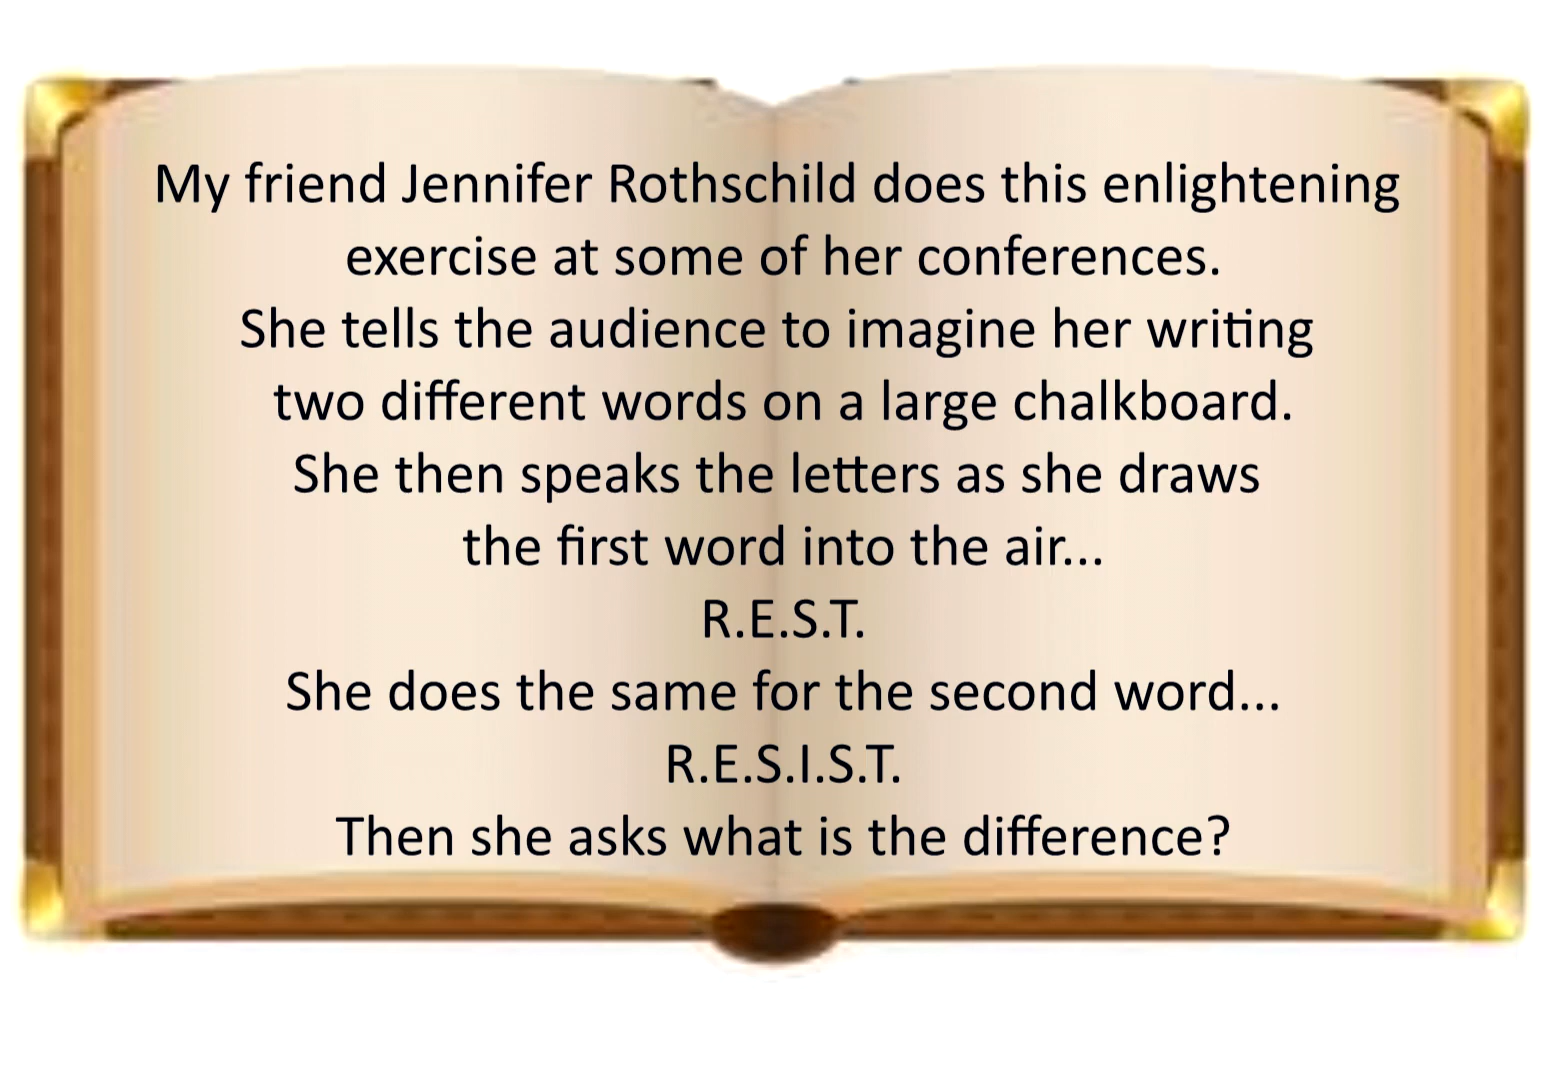 My friend Jennifer Rothschild does this enlightening
exercise at some of her conferences.
She tells the audience to imagine her writing
two different words on a large chalkboard.
She then speaks the letters as she draws
the first word into the air...
R.E.S.T.
She does the same for the second word...
R.E.S.I.S.T.
Then she asks what is the difference?